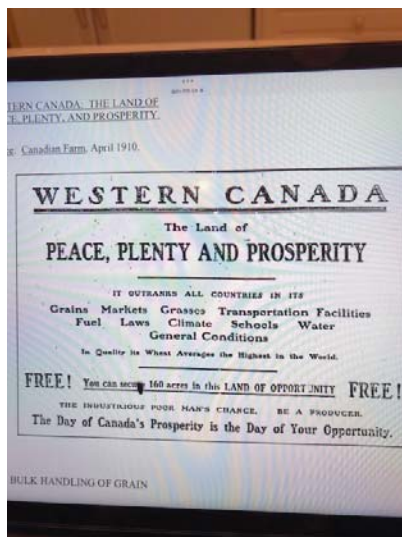 TERN CANADA: THE LAND OF
CE, PLENTY, AND PROSPERITY.
e: Canadian Farm, April 1910.
WESTERN CANADA
The Land of
PEACE, PLENTY AND PROSPERITY
IT OUTRANKS ALL COUNTRIES IN ITS
Grains Markets Grasses Transportation Facilities
Fuel Laws Climate Schools Water
General Conditions
In Quality its Wheat Averages the Highest in the World.
FREE! You can secure 160 acres in this LAND OF OPPORTUNITY FREE!
THE INDUSTRIOUS POOR MAN'S CHANCE. BE A PRODUCER.
The Day of Canada's Prosperity is the Day of Your Opportunity.
BULK HANDLING OF GRAIN